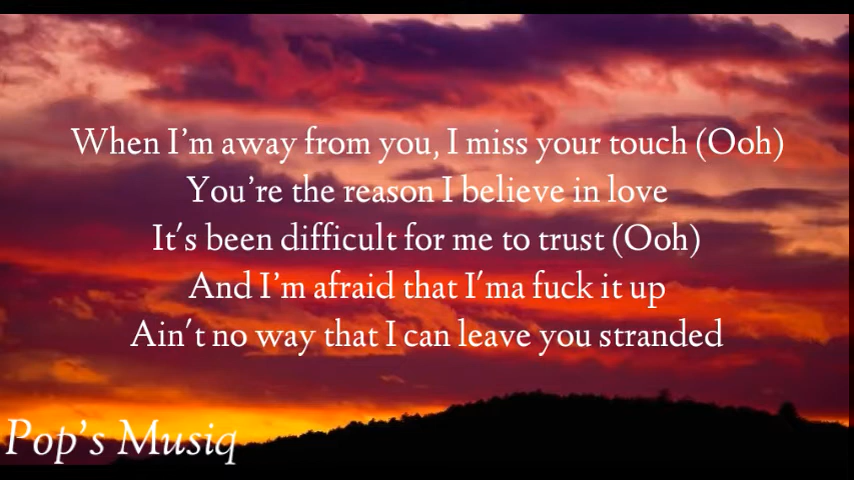 When I'm away from you, I miss your touch (Ooh)
You're the reason I believe in love
It's been difficult for me to trust (Ooh)
And I'm afraid that I'ma fuck it up
Ain't no way that I can leave you stranded
Pop's Musiq